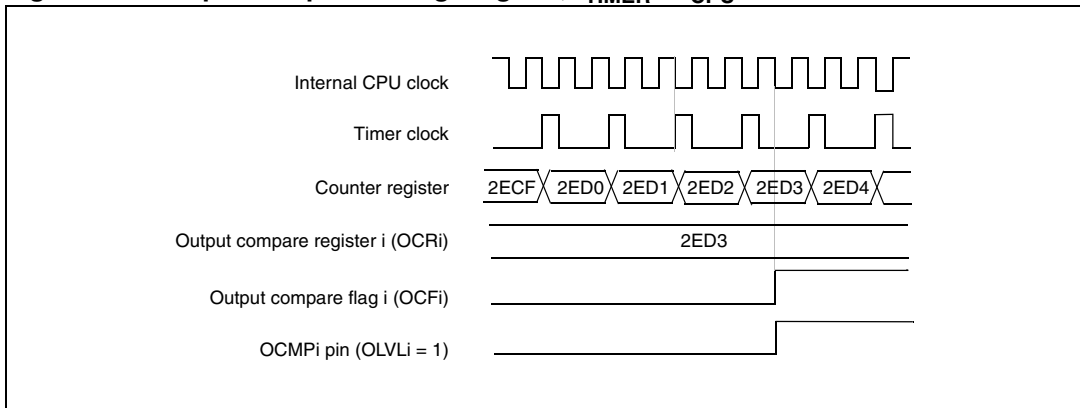 Internal CPU clock
Timer clock
Counter register
2ECF 2ED0 2ED1 2ED2 2ED3 2ED4
Output compare register i (OCRi)
2ED3
Output compare flag i (OCFi)
OCMPi pin (OLVLi = 1)